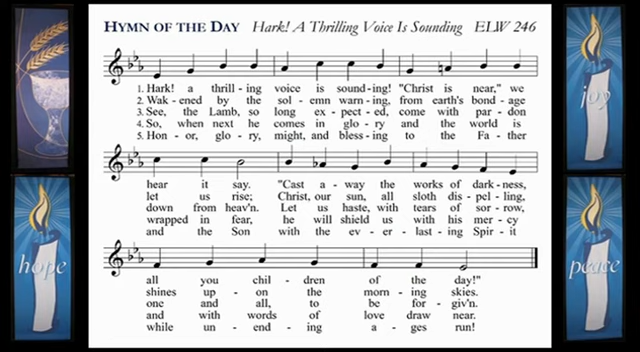 HYMN OF THE DAY Hark! A Thrilling Voice Is Sounding ELW 246
1. Hark! a thrill - ing voice is sound - ing! "Christ is near," we
2. Wak - ened by the sol - emn warn - ing, from earth's bond - age
3. See, the Lamb, so long ex - pect - ed, come with par - don
4. So, when next he comes in glo - ry and the world is
5. Hon - or, glo - ry, might, and bless - ing to the Fa - ther
hear it say. "Cast a - way the works of dark - ness,
let us rise; Christ, our sun, all sloth dis - pel - ling,
down from heav'n. Let us haste, with tears of sor - row,
wrapped in fear, he will shield us with his mer - cy
and the Son with the ev - er - last - ing Spir - it
all you chil - dren of the day!"
shines up - on the morn - ing skies.
one and all, to be for - giv'n.
and with words of love draw near.
while un - end - ing a - ges run!
hope
joy
peace